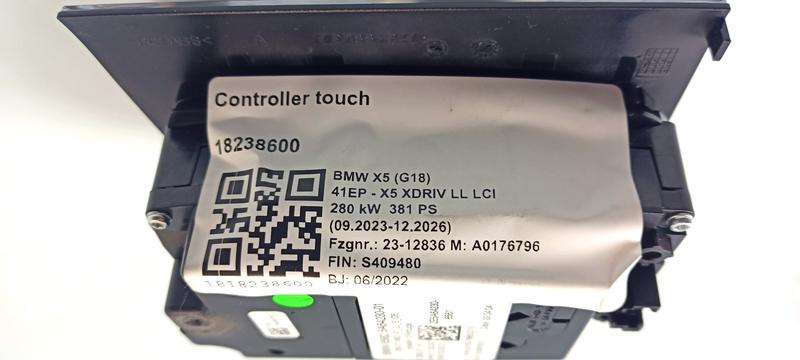 Controller touch
18238600
BMW X5 (G18)
41EP - X5 XDRIV LL LCI
280 kW 381 PS
(09.2023-12.2026)
Fzgnr.: 23-12836 M: A0176796
FIN: S409480
BJ: 06/2022
1818238600